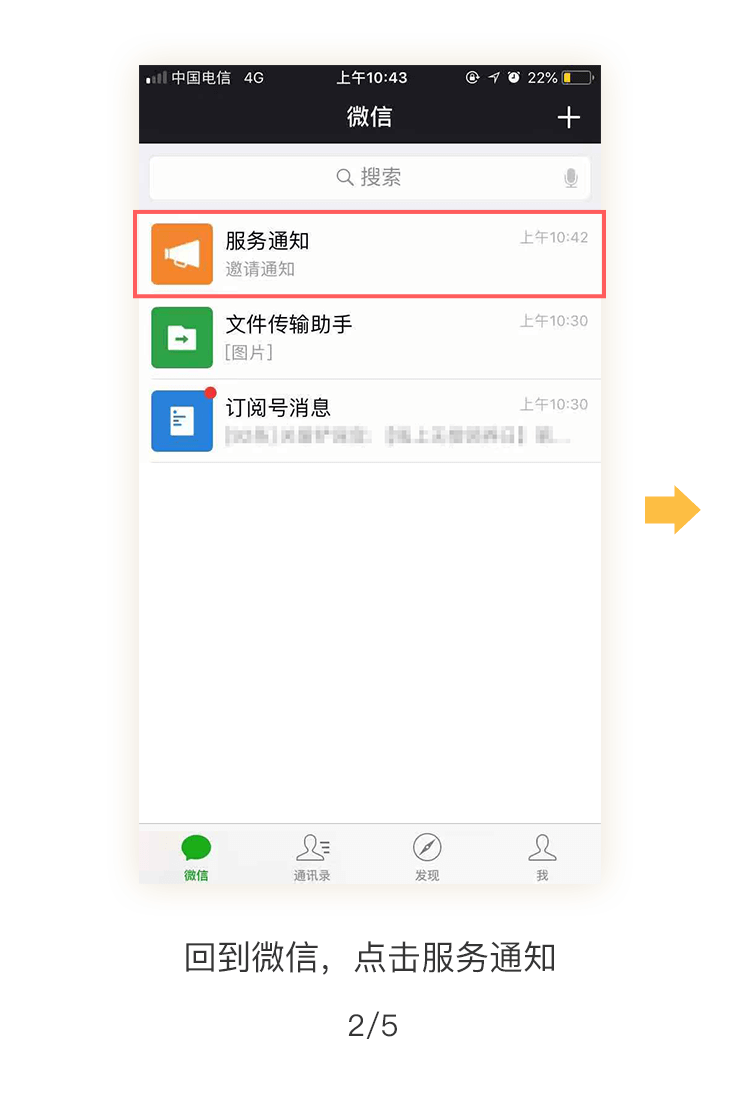 中国电信 4G 上午10:43 22%
微信
搜索
服务通知 上午10:42
邀请通知
文件传输助手 上午10:30
[图片]
订阅号消息 上午10:30
微信 通讯录 发现 我
回到微信，点击服务通知
2/5